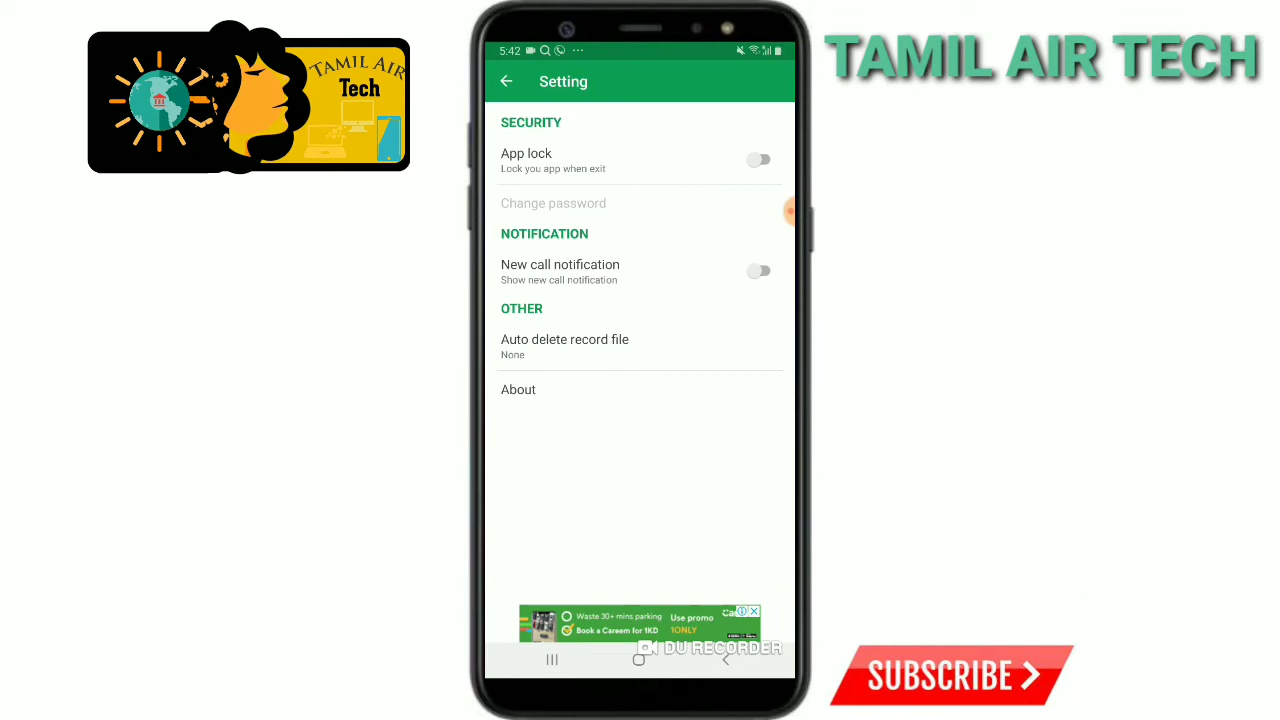 TAMIL AIR
Tech
TAMIL AIR TECH
5:42
Setting
SECURITY
App lock
Lock you app when exit
Change password
NOTIFICATION
New call notification
Show new call notification
OTHER
Auto delete record file
None
About
Waste 30+ mins parking
Book a Careem for 1KD
Use promo
1ONLY
DU RECORDER
SUBSCRIBE